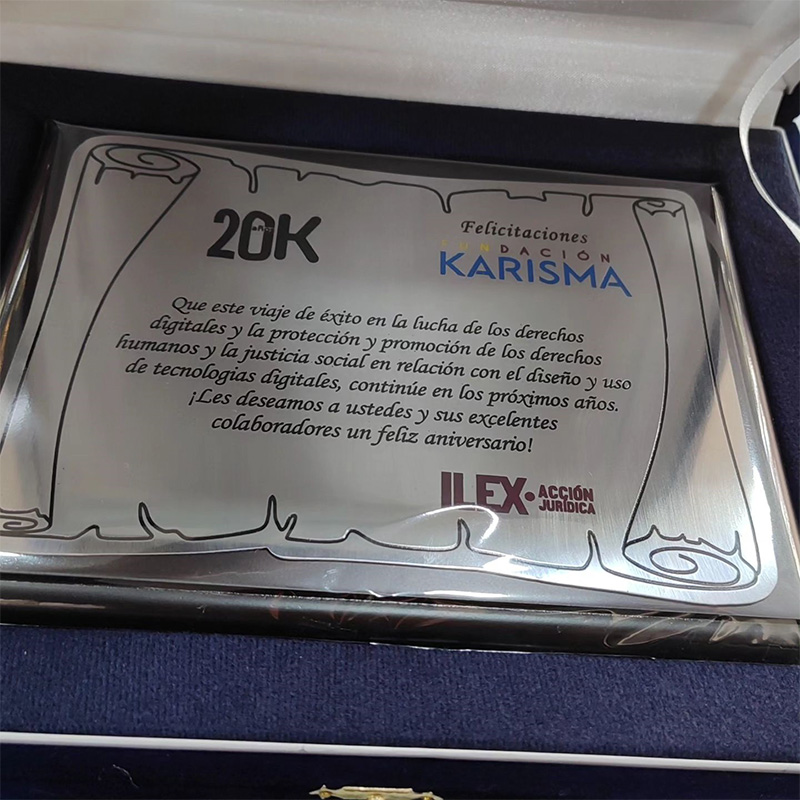 20K
Felicitaciones
FUNDACIÓN
KARISMA
Que este viaje de éxito en la lucha de los derechos
digitales y la protección y promoción de los derechos
humanos y la justicia social en relación con el diseño y uso
de tecnologias digitales, continúe en los próximos años.
¡Les deseamos a ustedes y sus excelentes
colaboradores un feliz aniversario!
ILEX· ACCIÓN
JURÍDICA